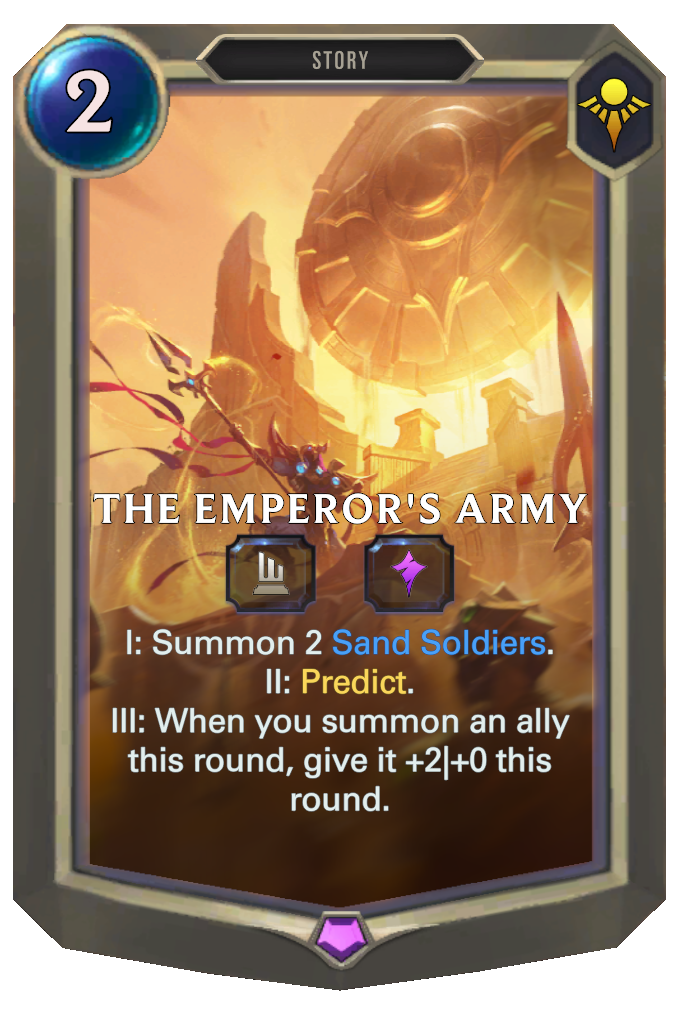 STORY
2
THE EMPEROR'S ARMY
I: Summon 2 Sand Soldiers.
II: Predict.
III: When you summon an ally
this round, give it +2|+0 this
round.